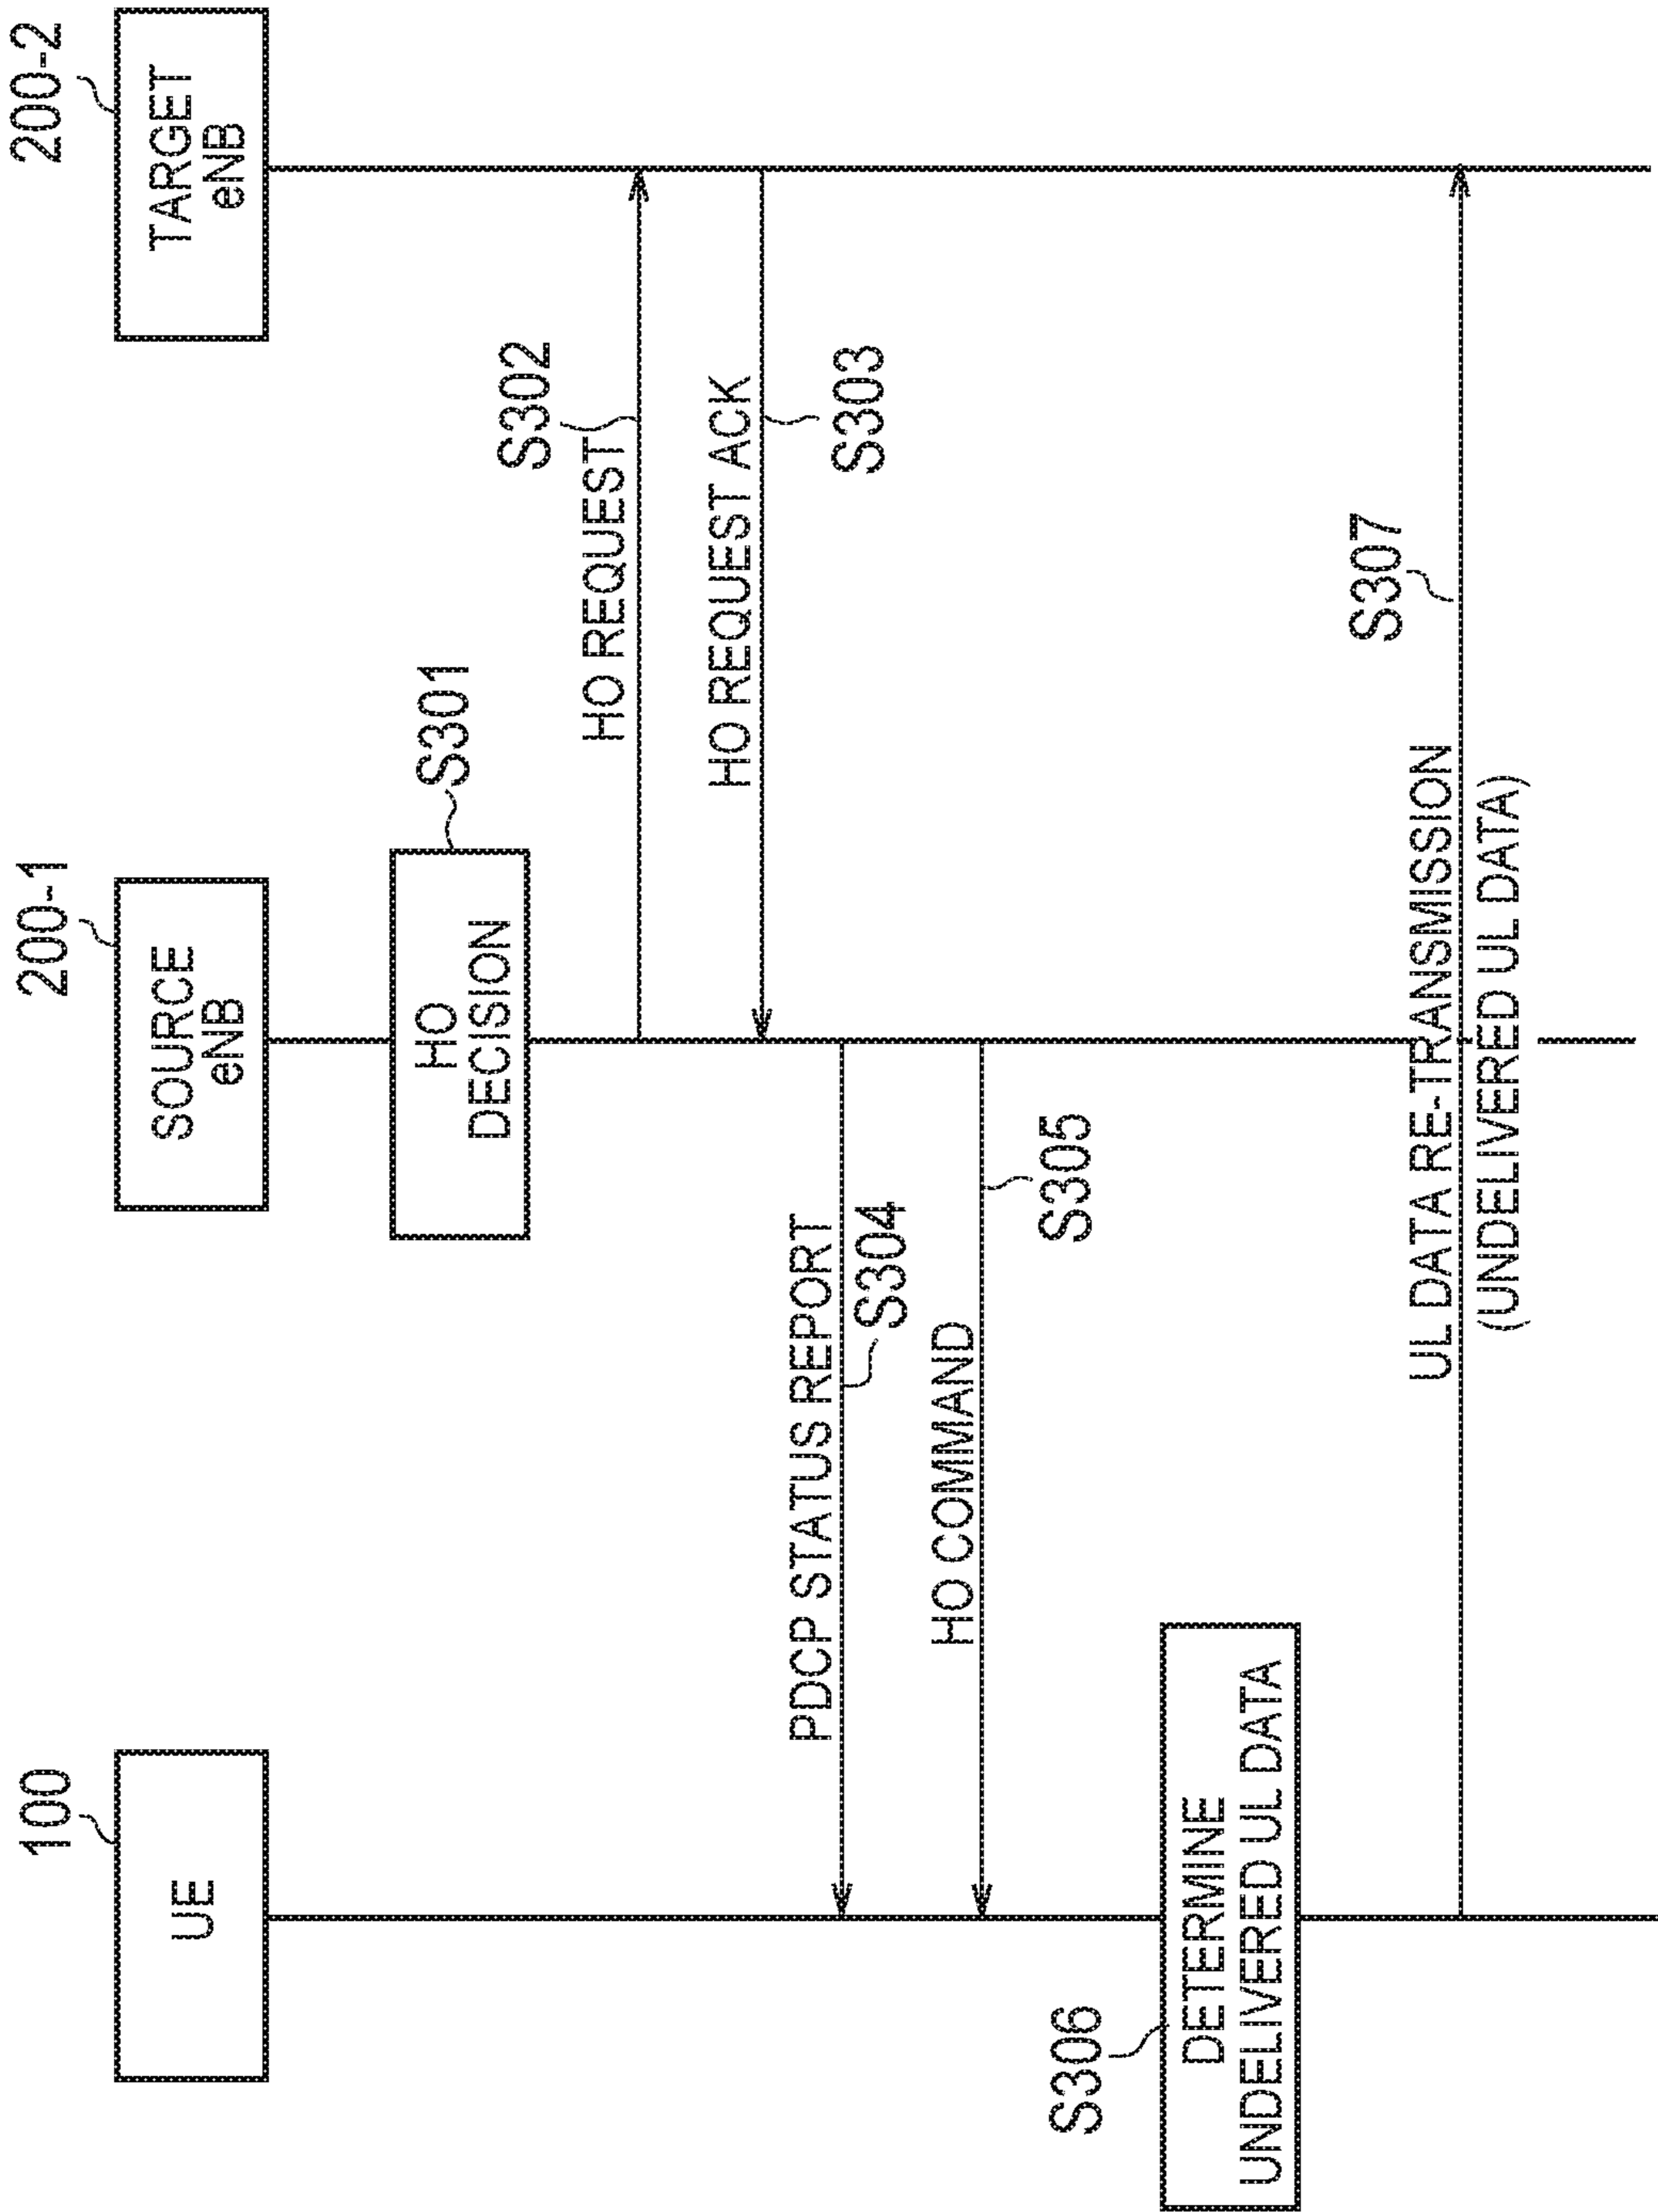 100
200-1
200-2
UE
SOURCE
eNB
TARGET
eNB
HO
DECISION
S301
HO REQUEST
S302
HO REQUEST ACK
S303
PDCP STATUS REPORT
S304
HO COMMAND
S305
S306
DETERMINE
UNDELIVERED UL DATA
S307
UL DATA RE-TRANSMISSION
(UNDELIVERED UL DATA)